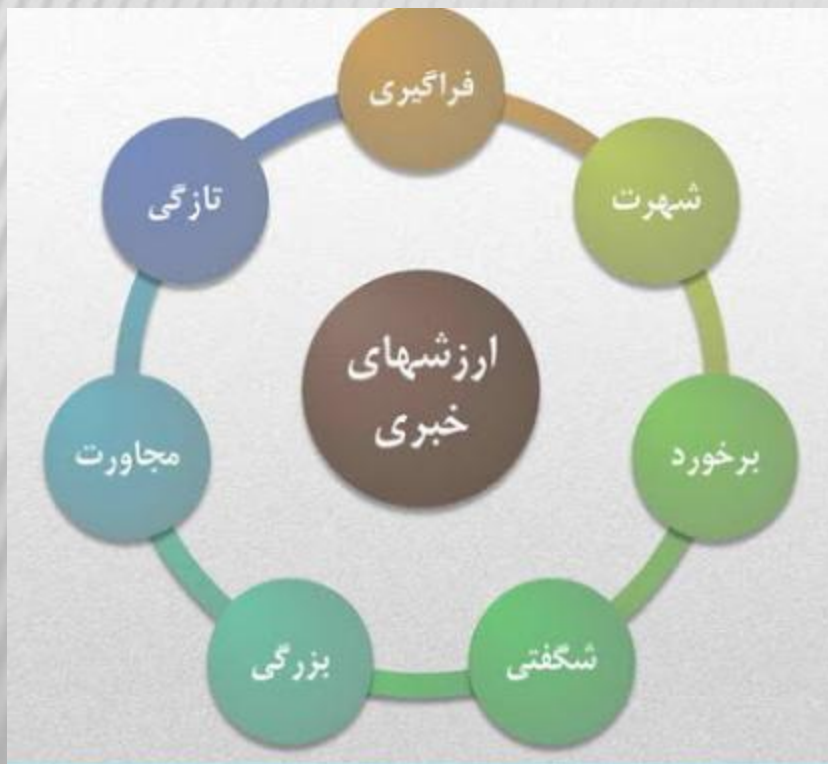 فراگیری
شهرت
برخورد
شگفتی
بزرگی
مجاورت
تازگی
ارزشهای
خبری